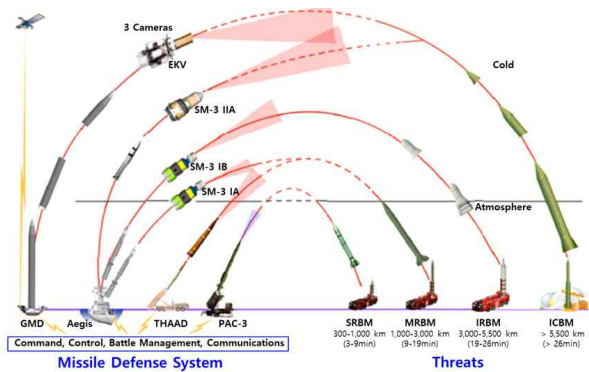 3 Cameras
EKV
Cold
SM-3 IIA
SM-3 IB
SM-3 IA
Atmosphere
GMD Aegis THAAD PAC-3 SRBM MRBM IRBM ICBM
300-1,000 km 1,000-3,000 km 3,000-5,500 km > 5,500 km
(3-9min) (9-19min) (19-26min) (> 26min)
Command, Control, Battle Management, Communications
Missile Defense System Threats